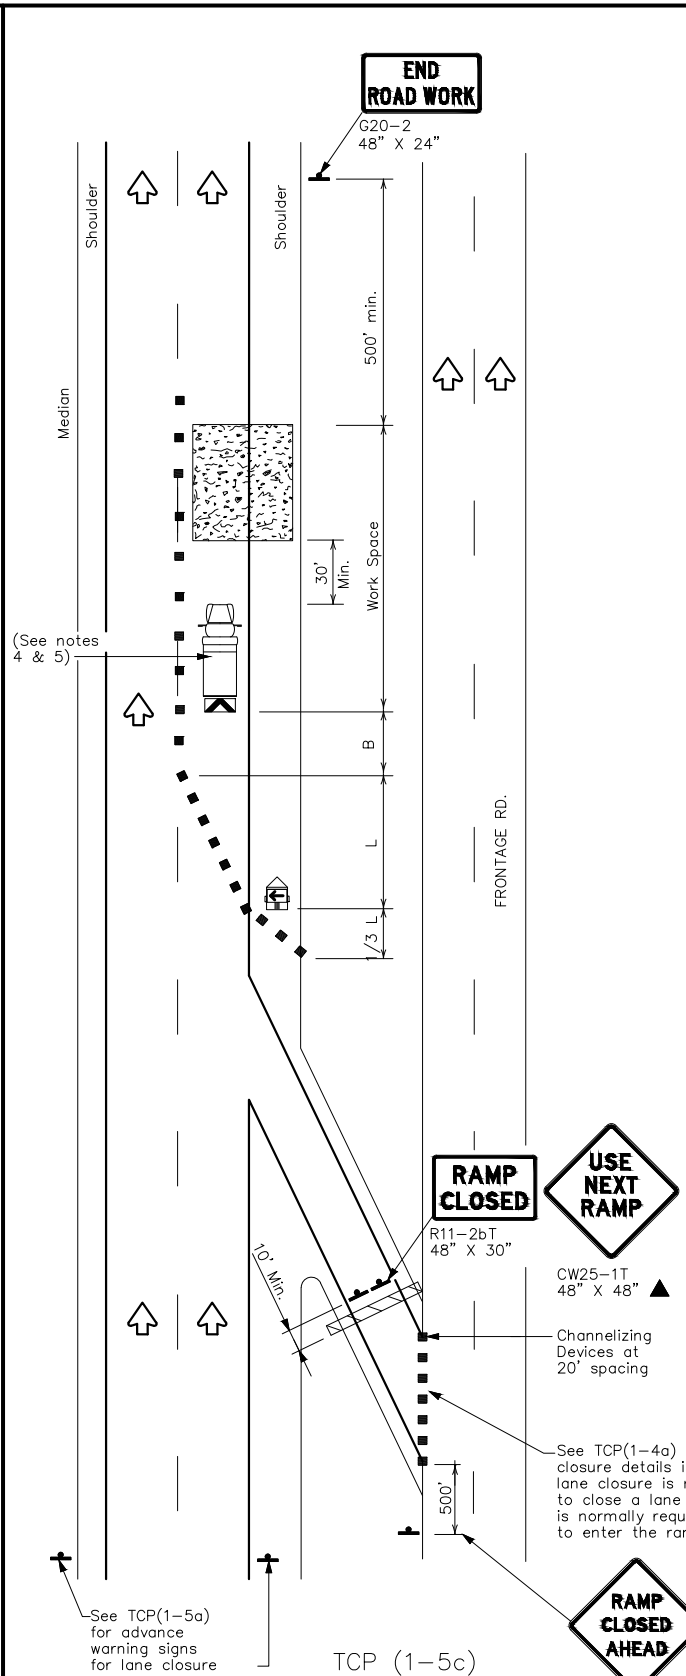 END
ROAD WORK
G20-2
48" X 24"
Shoulder
Shoulder
500' min.
Median
Work Space
30'
Min.
(See notes
4 & 5)
B
L
FRONTAGE RD.
1/3 L
RAMP
CLOSED
R11-2bT
48" X 30"
USE
NEXT
RAMP
CW25-1T
48" X 48"
10' Min.
Channelizing
Devices at
20' spacing
See TCP(1-4a)
closure details
lane closure is
to close a lane
is normally
to enter the
500'
RAMP
CLOSED
AHEAD
See TCP(1-5a)
for advance
warning signs
for lane closure
TCP (1-5c)